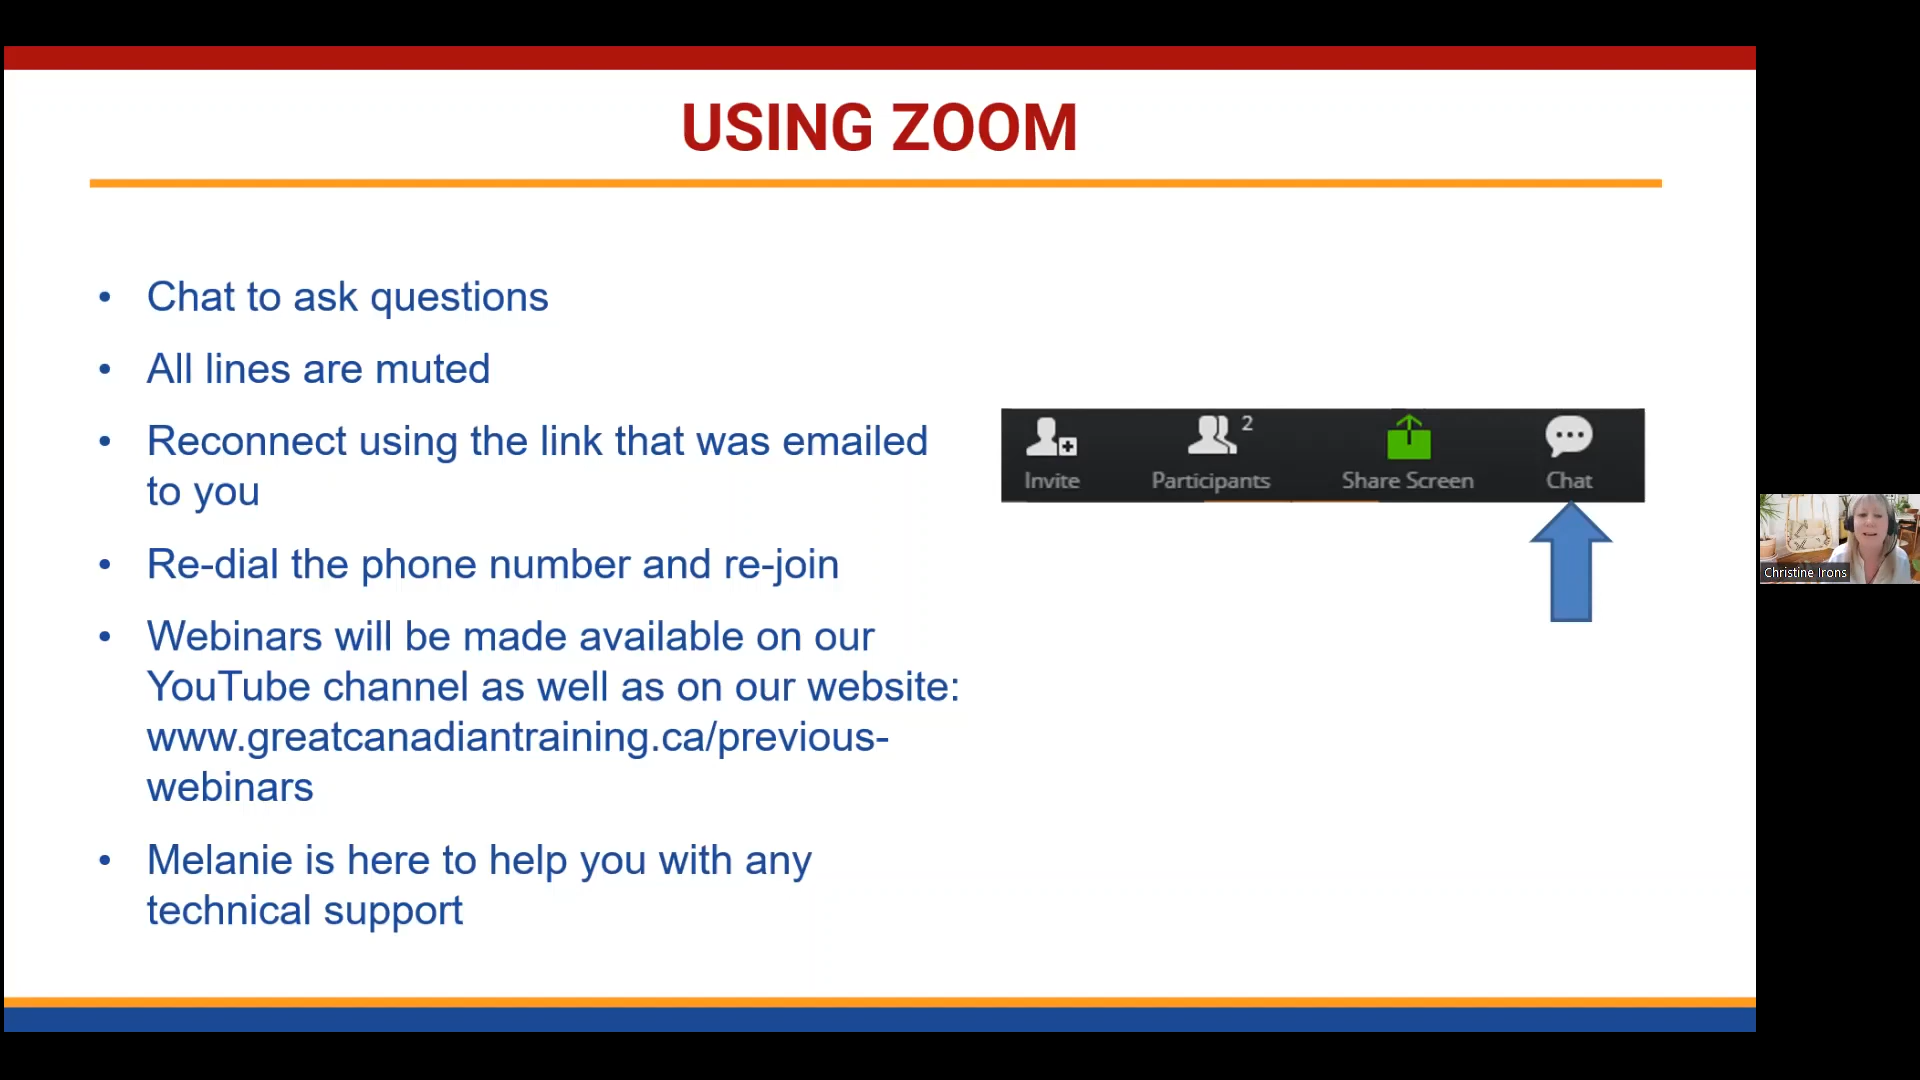 USING ZOOM
• Chat to ask questions
• All lines are muted
• Reconnect using the link that was emailed
to you
• Re-dial the phone number and re-join
• Webinars will be made available on our
YouTube channel as well as on our website:
www.greatcanadiantraining.ca/previous-
webinars
• Melanie is here to help you with any
technical support
2
Invite Participants Share Screen Chat
Christine Irons